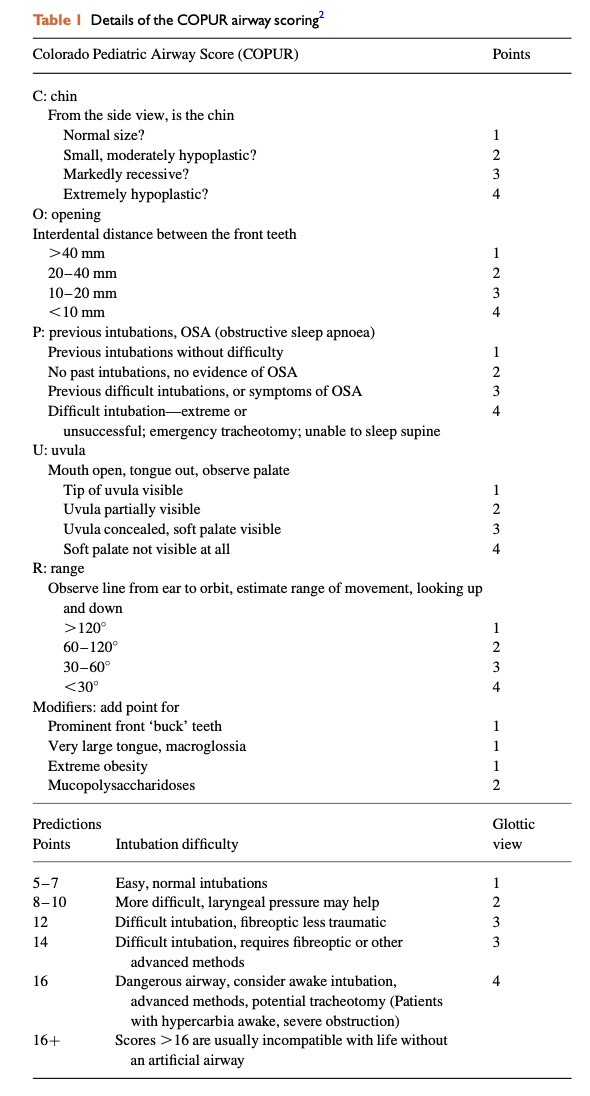 Table 1 Details of the COPUR airway scoring2
Colorado Pediatric Airway Score (COPUR) Points
C: chin
From the side view, is the chin
Normal size? 1
Small, moderately hypoplastic? 2
Markedly recessive? 3
Extremely hypoplastic? 4
O: opening
Interdental distance between the front teeth
>40 mm 1
20–40 mm 2
10–20 mm 3
<10 mm 4
P: previous intubations, OSA (obstructive sleep apnoea)
Previous intubations without difficulty 1
No past intubations, no evidence of OSA 2
Previous difficult intubations, or symptoms of OSA 3
Difficult intubation—extreme or 4
unsuccessful; emergency tracheotomy; unable to sleep supine
U: uvula
Mouth open, tongue out, observe palate
Tip of uvula visible 1
Uvula partially visible 2
Uvula concealed, soft palate visible 3
Soft palate not visible at all 4
R: range
Observe line from ear to orbit, estimate range of movement, looking up
and down
>120° 1
60–120° 2
30–60° 3
<30° 4
Modifiers: add point for
Prominent front ‘buck’ teeth 1
Very large tongue, macroglossia 1
Extreme obesity 1
Mucopolysaccharidoses 2
Predictions Glottic
Points Intubation difficulty view
5–7 Easy, normal intubations 1
8–10 More difficult, laryngeal pressure may help 2
12 Difficult intubation, fibreoptic less traumatic 3
14 Difficult intubation, requires fibreoptic or other 3
advanced methods
16 Dangerous airway, consider awake intubation, 4
advanced methods, potential tracheotomy (Patients
with hypercarbia awake, severe obstruction)
16+ Scores >16 are usually incompatible with life without
an artificial airway